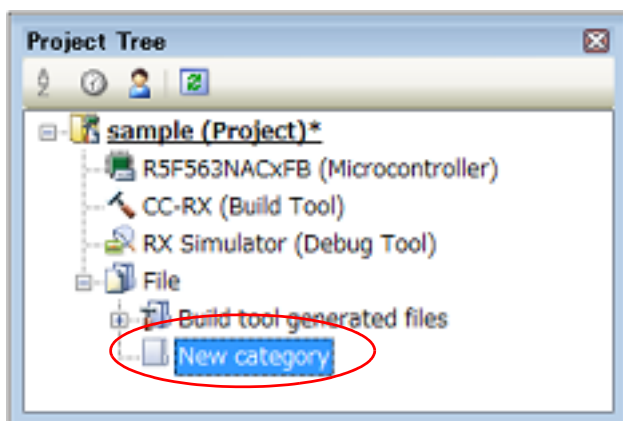 Project Tree
sample (Project)*
R5F563NACxFB (Microcontroller)
CC-RX (Build Tool)
RX Simulator (Debug Tool)
File
Build tool generated files
New category